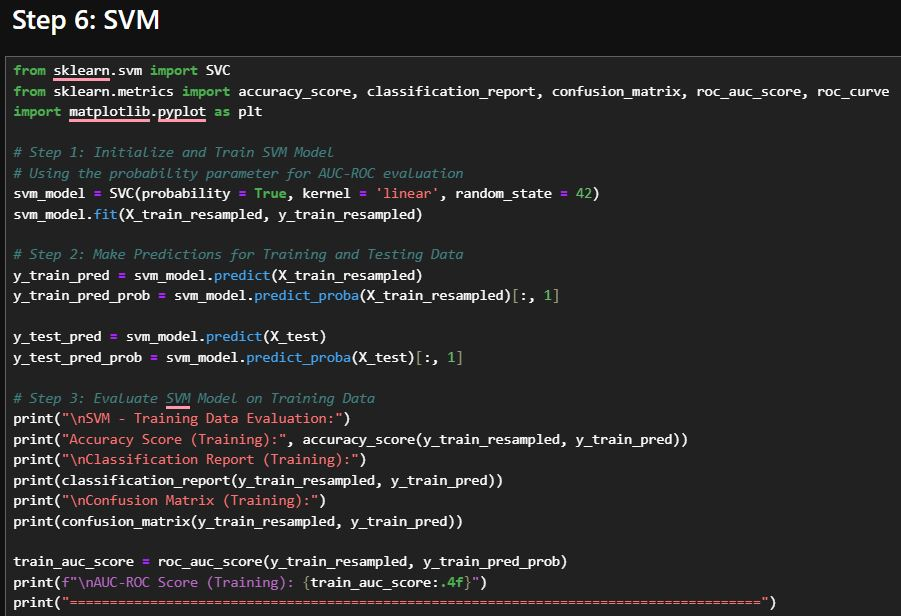 Step 6: SVM
from sklearn.svm import SVC
from sklearn.metrics import accuracy_score, classification_report, confusion_matrix, roc_auc_score, roc_curve
import matplotlib.pyplot as plt
# Step 1: Initialize and Train SVM Model
# Using the probability parameter for AUC-ROC evaluation
svm_model = SVC(probability = True, kernel = 'linear', random_state = 42)
svm_model.fit(X_train_resampled, y_train_resampled)
# Step 2: Make Predictions for Training and Testing Data
y_train_pred = svm_model.predict(X_train_resampled)
y_train_pred_prob = svm_model.predict_proba(X_train_resampled)[:, 1]
y_test_pred = svm_model.predict(X_test)
y_test_pred_prob = svm_model.predict_proba(X_test)[:, 1]
# Step 3: Evaluate SVM Model on Training Data
print("\nSVM - Training Data Evaluation:")
print("Accuracy Score (Training):", accuracy_score(y_train_resampled, y_train_pred))
print("\nClassification Report (Training):")
print(classification_report(y_train_resampled, y_train_pred))
print("\nConfusion Matrix (Training):")
print(confusion_matrix(y_train_resampled, y_train_pred))
train_auc_score = roc_auc_score(y_train_resampled, y_train_pred_prob)
print(f"\nAUC-ROC Score (Training): {train_auc_score:.4f}")
print("======================================================================================")